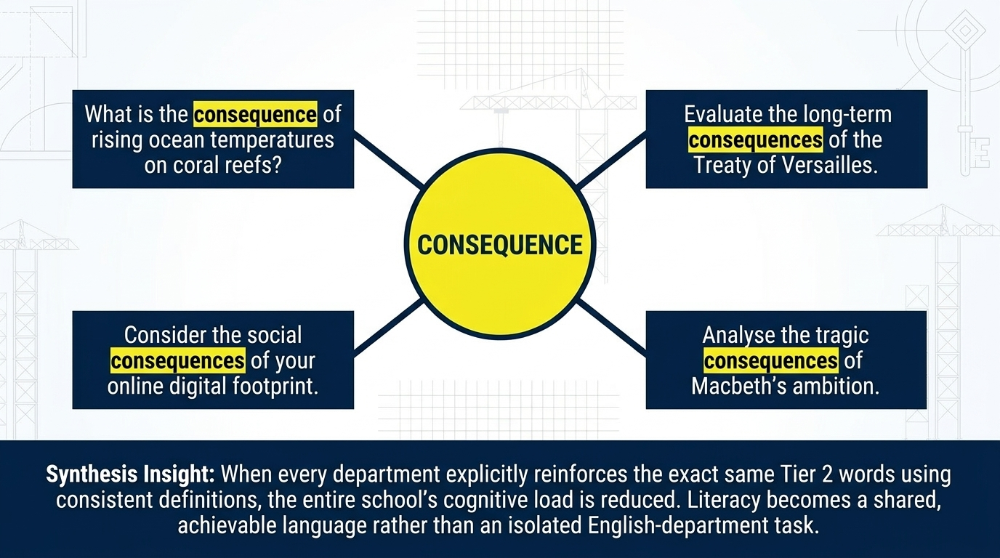 What is the consequence of
rising ocean temperatures
on coral reefs?
Evaluate the long-term
consequences of the
Treaty of Versailles.
CONSEQUENCE
Consider the social
consequences of your
online digital footprint.
Analyse the tragic
consequences of
Macbeth’s ambition.
Synthesis Insight: When every department explicitly reinforces the exact same Tier 2 words using
consistent definitions, the entire school’s cognitive load is reduced. Literacy becomes a shared,
achievable language rather than an isolated English-department task.